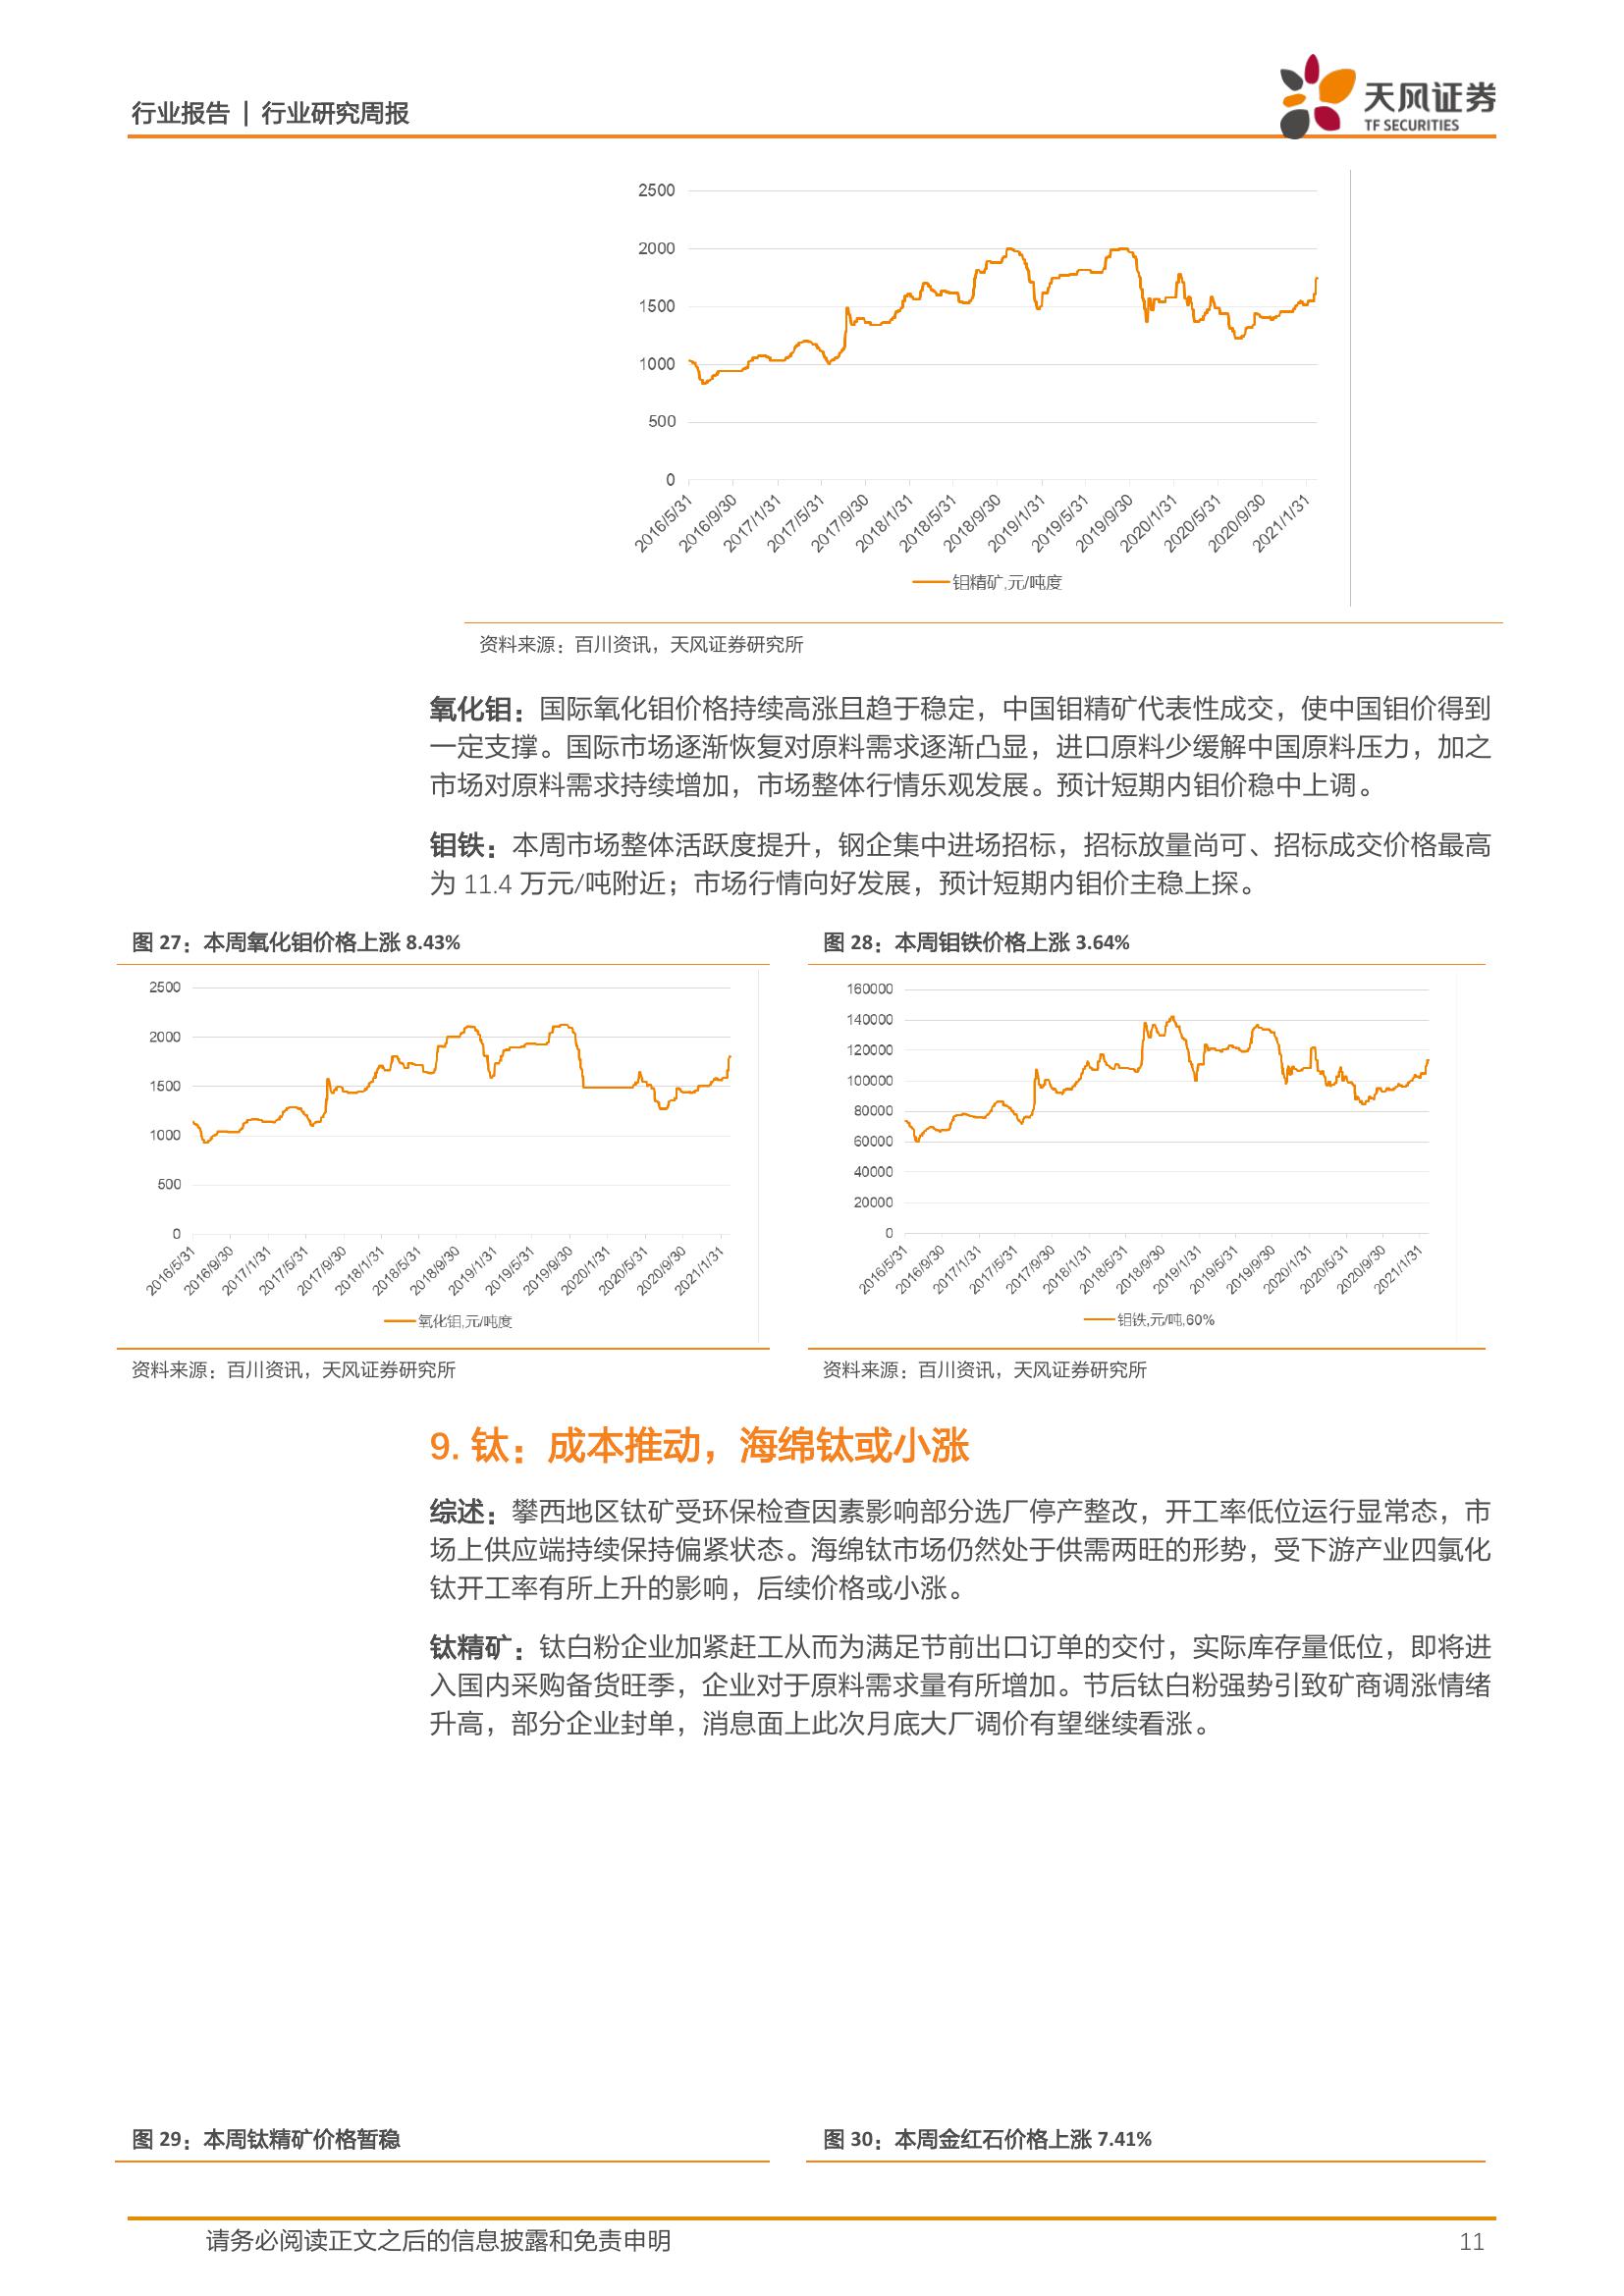 行业报告 | 行业研究周报
天风证券
TF SECURITIES
2500
2000
1500
1000
500
0
2016/5/31
2016/9/30
2017/1/31
2017/5/31
2017/9/30
2018/1/31
2018/5/31
2018/9/30
2019/1/31
2019/5/31
2019/9/30
2020/1/31
2020/5/31
2020/9/30
2021/1/31
钼精矿,元/吨度
资料来源：百川资讯，天风证券研究所
氧化钼：国际氧化钼价格持续高涨且趋于稳定，中国钼精矿代表性成交，使中国钼价得到
一定支撑。国际市场逐渐恢复对原料需求逐渐凸显，进口原料少缓解中国原料压力，加之
市场对原料需求持续增加，市场整体行情乐观发展。预计短期内钼价稳中上调。
钼铁：本周市场整体活跃度提升，钢企集中进场招标，招标放量尚可、招标成交价格最高
为 11.4 万元/吨附近；市场行情向好发展，预计短期内钼价主稳上探。
图 27：本周氧化钼价格上涨 8.43%
2500
2000
1500
1000
500
0
2016/5/31
2016/9/30
2017/1/31
2017/5/31
2017/9/30
2018/1/31
2018/5/31
2018/9/30
2019/1/31
2019/5/31
2019/9/30
2020/1/31
2020/5/31
2020/9/30
2021/1/31
氧化钼,元/吨度
资料来源：百川资讯，天风证券研究所
图 28：本周钼铁价格上涨 3.64%
160000
140000
120000
100000
80000
60000
40000
20000
0
2016/5/31
2016/9/30
2017/1/31
2017/5/31
2017/9/30
2018/1/31
2018/5/31
2018/9/30
2019/1/31
2019/5/31
2019/9/30
2020/1/31
2020/5/31
2020/9/30
2021/1/31
钼铁,元/吨,60%
资料来源：百川资讯，天风证券研究所
9. 钛：成本推动，海绵钛或小涨
综述：攀西地区钛矿受环保检查因素影响部分选厂停产整改，开工率低位运行显常态，市
场上供应端持续保持偏紧状态。海绵钛市场仍然处于供需两旺的形势，受下游产业四氯化
钛开工率有所上升的影响，后续价格或小涨。
钛精矿：钛白粉企业加紧赶工从而为满足节前出口订单的交付，实际库存量低位，即将进
入国内采购备货旺季，企业对于原料需求量有所增加。节后钛白粉强势引致矿商调涨情绪
升高，部分企业封单，消息面上此次月底大厂调价有望继续看涨。
图 29：本周钛精矿价格暂稳
图 30：本周金红石价格上涨 7.41%
请务必阅读正文之后的信息披露和免责申明
11